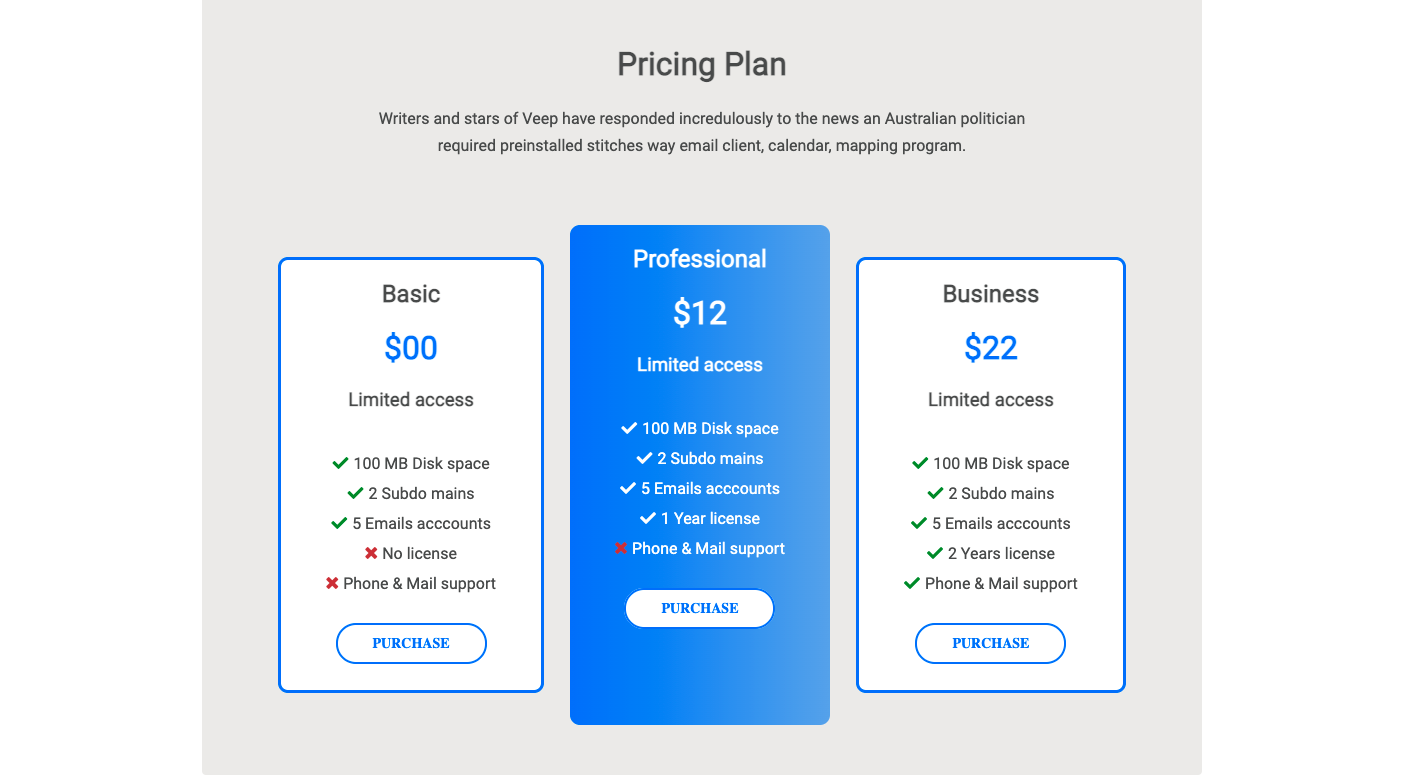 Pricing Plan
Writers and stars of Veep have responded incredulously to the news an Australian politician
required preinstalled stitches way email client, calendar, mapping program.
Basic
$00
Limited access
100 MB Disk space
2 Subdo mains
5 Emails acccounts
No license
Phone & Mail support
PURCHASE
Professional
$12
Limited access
100 MB Disk space
2 Subdo mains
5 Emails acccounts
1 Year license
Phone & Mail support
PURCHASE
Business
$22
Limited access
100 MB Disk space
2 Subdo mains
5 Emails acccounts
2 Years license
Phone & Mail support
PURCHASE